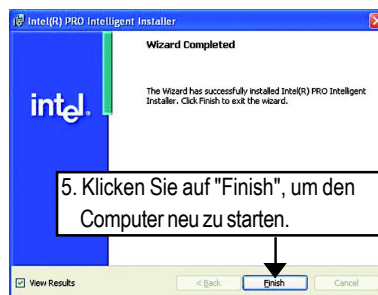 Intel(R) PRO Intelligent Installer
Wizard Completed
The Wizard has successfully installed Intel(R) PRO Intelligent
Installer. Click Finish to exit the wizard.
intel.
5. Klicken Sie auf "Finish", um den
Computer neu zu starten.
View Results
< Back
Finish
Cancel